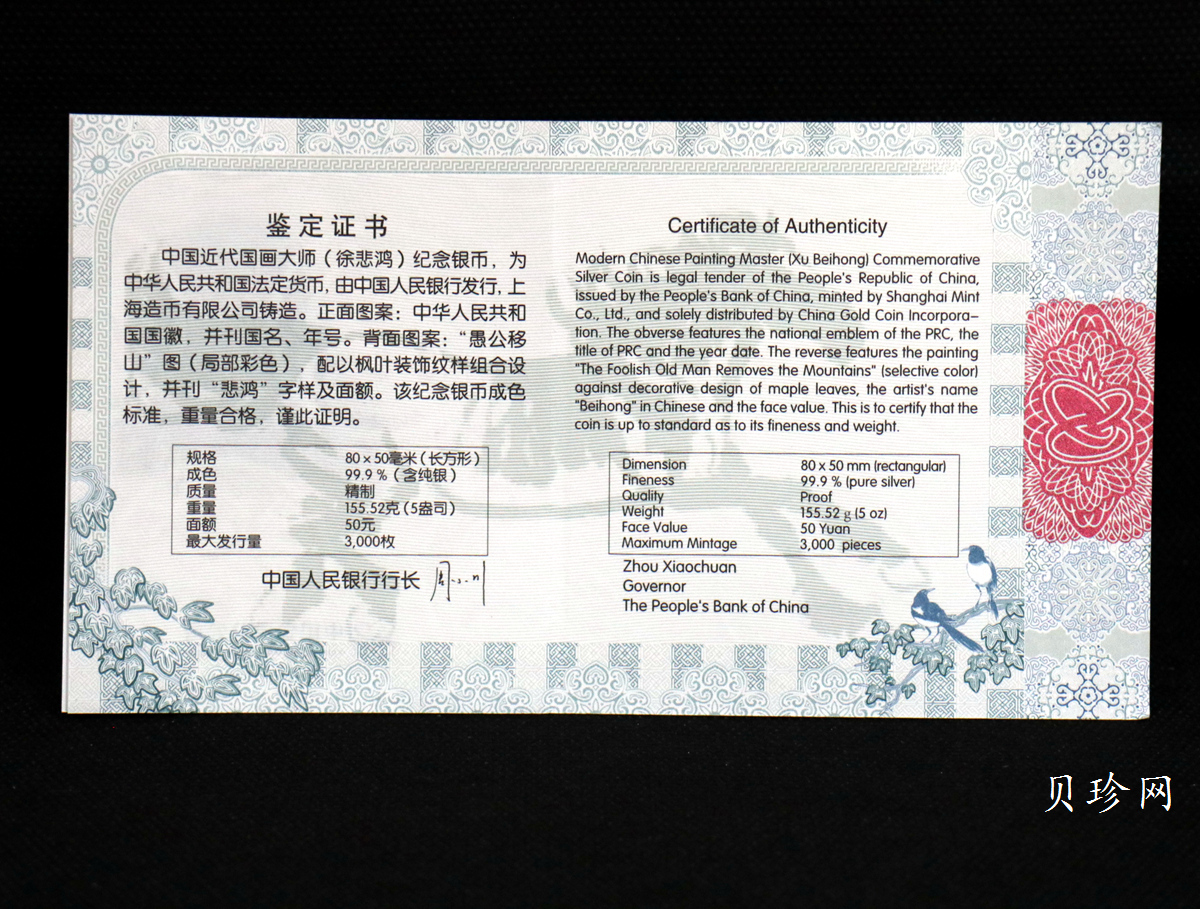 鉴定证书
中国近代国画大师（徐悲鸿）纪念银币，为
中华人民共和国法定货币，由中国人民银行发行，上
海造币有限公司铸造。正面图案：中华人民共和
国国徽，并刊国名、年号。背面图案：“愚公移
山”图（局部彩色），配以枫叶装饰纹样组合设
计，并刊“悲鸿”字样及面额。该纪念银币成色
标准，重量合格，谨此证明。
规格 80×50毫米（长方形）
成色 99.9％（含纯银）
质量 精制
重量 155.52克（5盎司）
面额 50元
最大发行量 3,000枚
中国人民银行行长
Certificate of Authenticity
Modern Chinese Painting Master (Xu Beihong) Commemorative
Silver Coin is legal tender of the People's Republic of China,
issued by the People's Bank of China, minted by Shanghai Mint
Co., Ltd., and solely distributed by China Gold Coin Incorpora-
tion. The obverse features the national emblem of the PRC, the
title of PRC and the year date. The reverse features the painting
"The Foolish Old Man Removes the Mountains" (selective color)
against decorative design of maple leaves, the artist's name
"Beihong" in Chinese and the face value. This is to certify that the
coin is up to standard as to its fineness and weight.
Dimension 80 x 50 mm (rectangular)
Fineness 99.9 % (pure silver)
Quality Proof
Weight 155.52 g (5 oz)
Face Value 50 Yuan
Maximum Mintage 3,000 pieces
Zhou Xiaochuan
Governor
The People's Bank of China
贝珍网